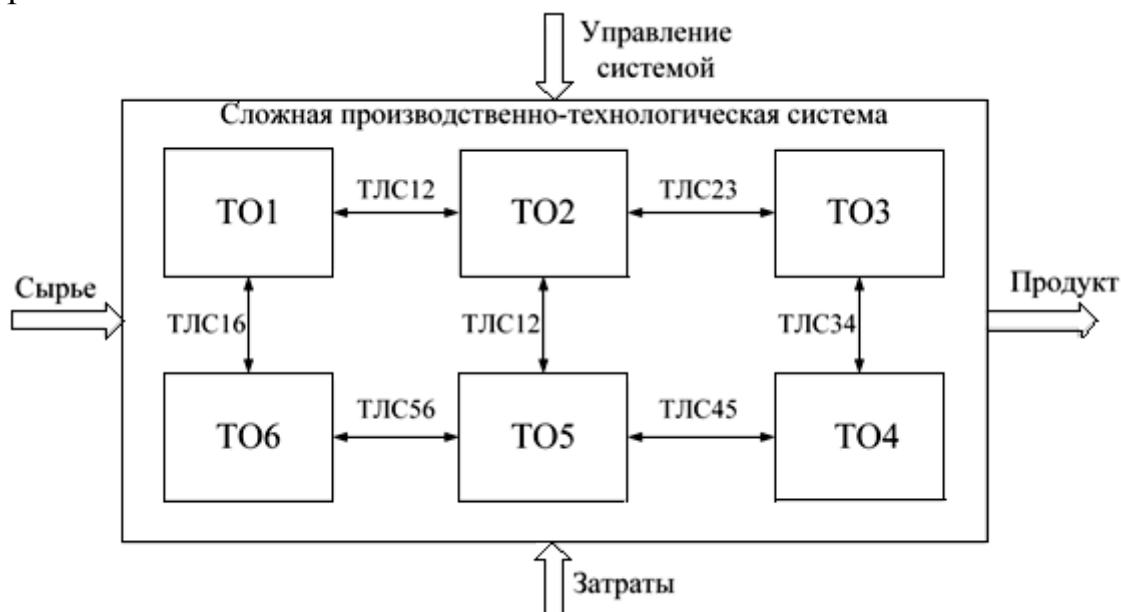 Управление
системой
Сложная производственно-технологическая система
ТЛС12 ТЛС23
ТО1 ТО2 ТО3
Сырье Продукт
ТЛС16 ТЛС12 ТЛС34
ТЛС56 ТЛС45
ТО6 ТО5 ТО4
Затраты